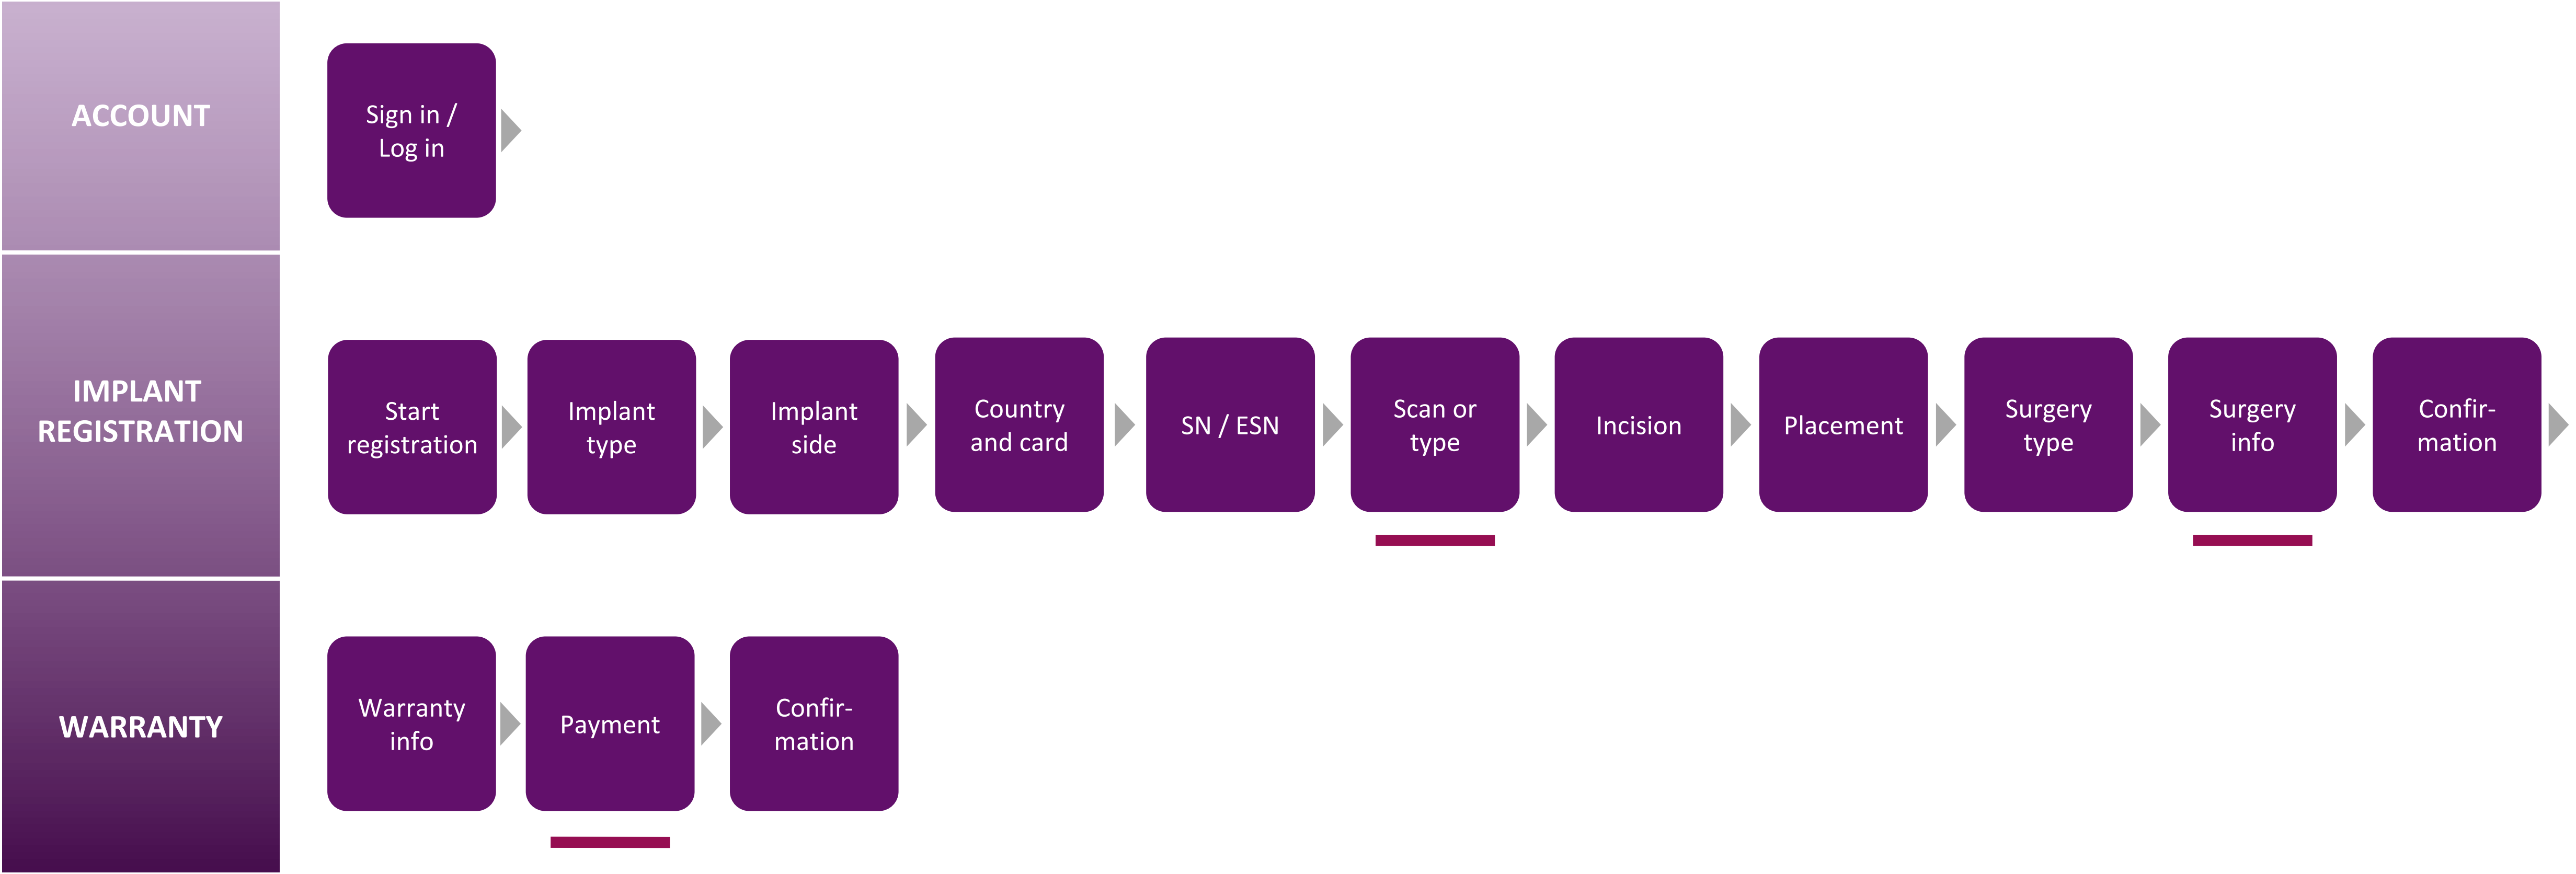 ACCOUNT
Sign in /
Log in
IMPLANT
REGISTRATION
Start
registration
Implant
type
Implant
side
Country
and card
SN / ESN
Scan or
type
Incision
Placement
Surgery
type
Surgery
info
Confir-
mation
WARRANTY
Warranty
info
Payment
Confir-
mation